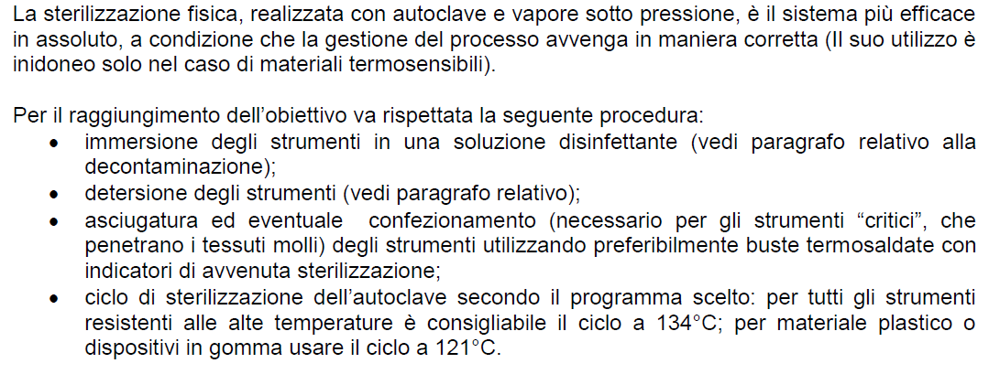 La sterilizzazione fisica, realizzata con autoclave e vapore sotto pressione, è il sistema più efficace
in assoluto, a condizione che la gestione del processo avvenga in maniera corretta (Il suo utilizzo è
inidoneo solo nel caso di materiali termosensibili).
Per il raggiungimento dell'obiettivo va rispettata la seguente procedura:
• immersione degli strumenti in una soluzione disinfettante (vedi paragrafo relativo alla
decontaminazione);
• detersione degli strumenti (vedi paragrafo relativo);
• asciugatura ed eventuale confezionamento (necessario per gli strumenti “critici”, che
penetrano i tessuti molli) degli strumenti utilizzando preferibilmente buste termosaldate con
indicatori di avvenuta sterilizzazione;
• ciclo di sterilizzazione dell'autoclave secondo il programma scelto: per tutti gli strumenti
resistenti alle alte temperature è consigliabile il ciclo a 134°C; per materiale plastico o
dispositivi in gomma usare il ciclo a 121°C.